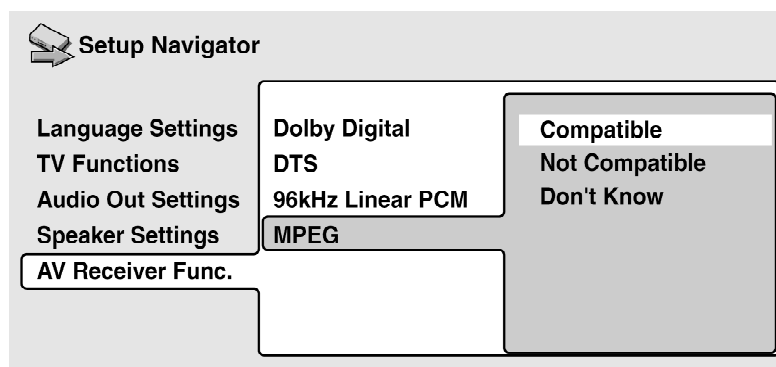 Setup Navigator
Language Settings
TV Functions
Audio Out Settings
Speaker Settings
AV Receiver Func.
Dolby Digital
DTS
96kHz Linear PCM
MPEG
Compatible
Not Compatible
Don't Know